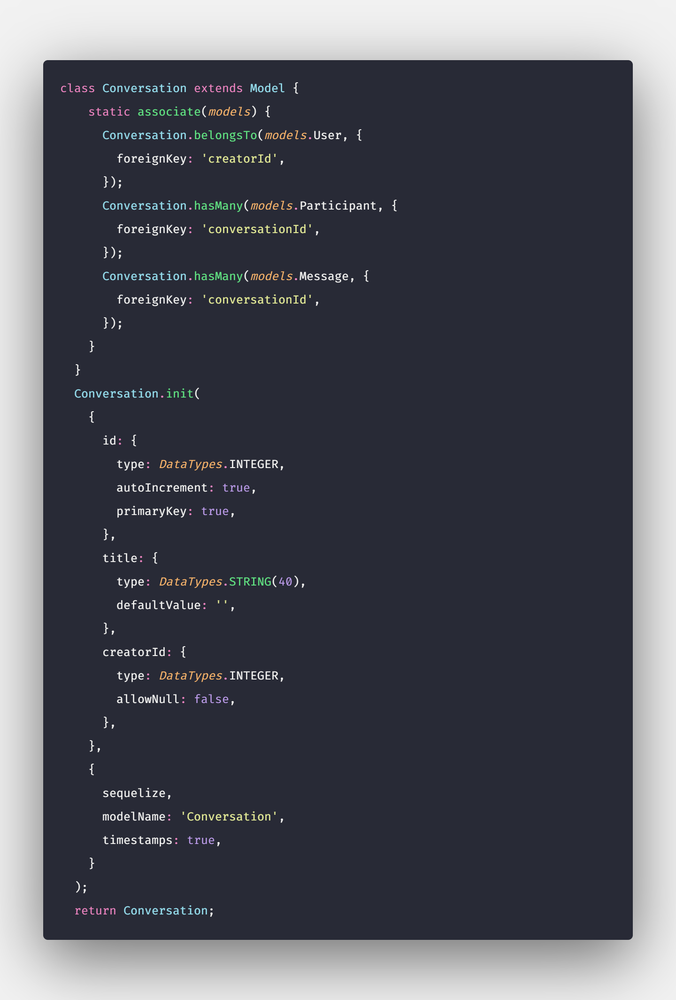 class Conversation extends Model {
    static associate(models) {
      Conversation.belongsTo(models.User, {
        foreignKey: 'creatorId',
      });
      Conversation.hasMany(models.Participant, {
        foreignKey: 'conversationId',
      });
      Conversation.hasMany(models.Message, {
        foreignKey: 'conversationId',
      });
    }
  }
  Conversation.init(
    {
      id: {
        type: DataTypes.INTEGER,
        autoIncrement: true,
        primaryKey: true,
      },
      title: {
        type: DataTypes.STRING(40),
        defaultValue: '',
      },
      creatorId: {
        type: DataTypes.INTEGER,
        allowNull: false,
      },
    },
    {
      sequelize,
      modelName: 'Conversation',
      timestamps: true,
    }
  );
  return Conversation;